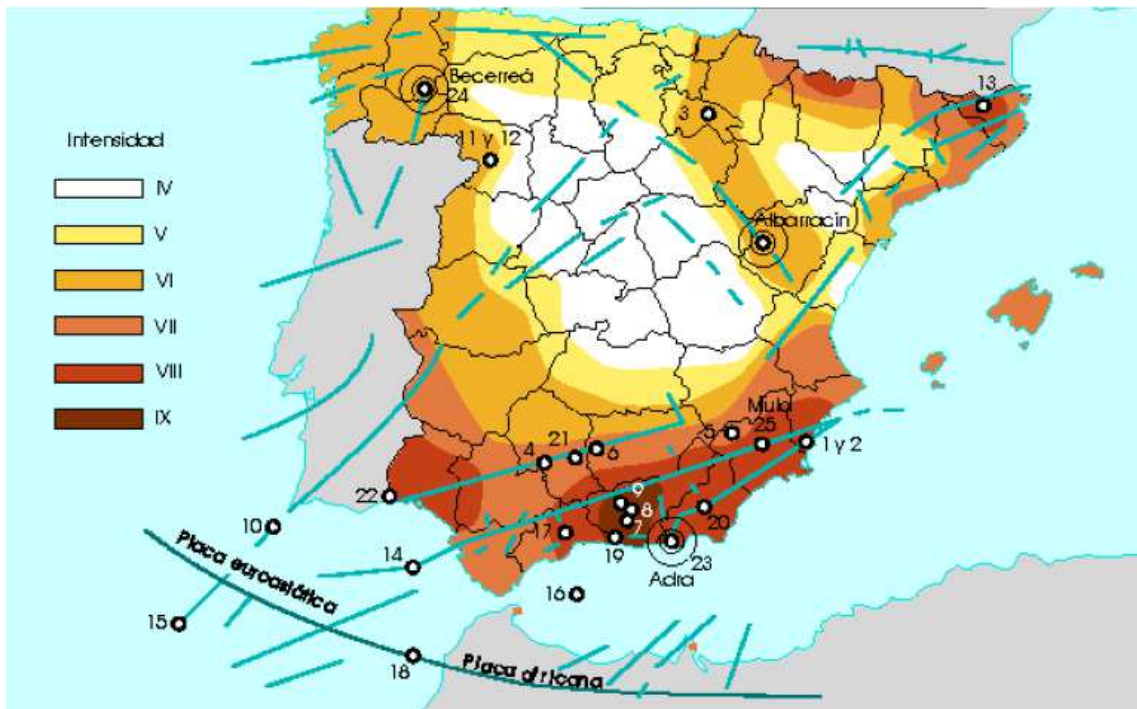 Becerreá
24
3
13
11 y 12
Intensidad
IV
V
VI
VII
VIII
IX
Albarracín
Mula
25
5
1 y 2
21
4
6
22
9
8
7
10
17
19
20
23
Adra
14
16
15
18
Placa euroasiática
Placa africana